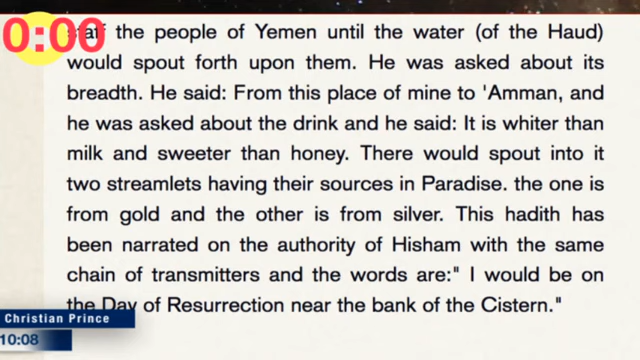 0:00
staff the people of Yemen until the water (of the Haud)
would spout forth upon them. He was asked about its
breadth. He said: From this place of mine to 'Amman, and
he was asked about the drink and he said: It is whiter than
milk and sweeter than honey. There would spout into it
two streamlets having their sources in Paradise. the one is
from gold and the other is from silver. This hadith has
been narrated on the authority of Hisham with the same
chain of transmitters and the words are:" I would be on
the Day of Resurrection near the bank of the Cistern."
Christian Prince
10:08